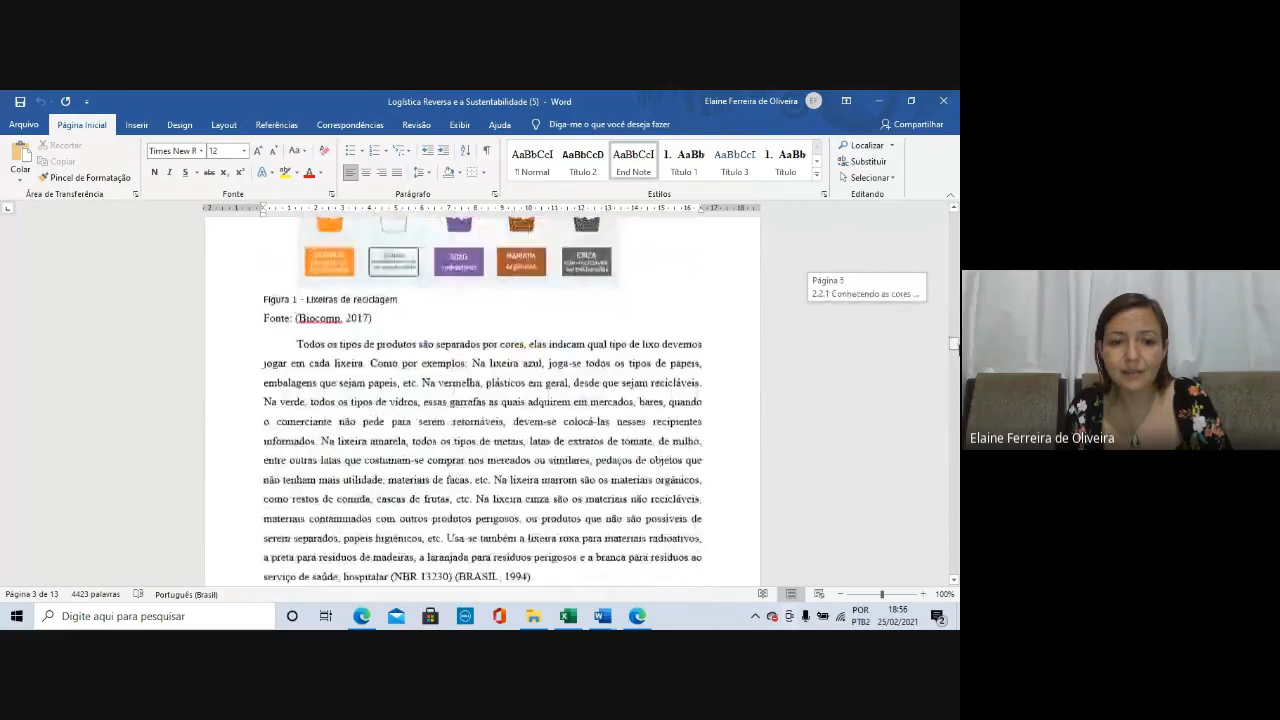 Logística Reversa e a Sustentabilidade (5) - Word
Elaine Ferreira de Oliveira
EF
Arquivo
Página Inicial
Inserir
Design
Layout
Referências
Correspondências
Revisão
Exibir
Ajuda
Diga-me o que você deseja fazer
Compartilhar
Colar
Recortar
Copiar
Pincel de Formatação
Área de Transferência
Times New R
12
N I S abc x₂ x²
Fonte
Parágrafo
AaBbCcI
¶ Normal
AaBbCcD
Título 2
AaBbCcI
End Note
1. AaBb
Título 1
AaBbCcI
Título 3
1. AaBb
Título
Estilos
Localizar
Substituir
Selecionar
Editando
ROXO
MARROM
orgânicos
CINZA
Figura 1 - Lixeiras de reciclagem
Fonte: (Biocomp, 2017)
Todos os tipos de produtos são separados por cores, elas indicam qual tipo de lixo devemos
jogar em cada lixeira. Como por exemplos: Na lixeira azul, joga-se todos os tipos de papeis,
embalagens que sejam papeis, etc. Na vermelha, plásticos em geral, desde que sejam recicláveis.
Na verde, todos os tipos de vidros, essas garrafas as quais adquirem em mercados, bares, quando
o comerciante não pede para serem retornáveis, devem-se colocá-las nesses recipientes
informados. Na lixeira amarela, todos os tipos de metais, latas de extratos de tomate, de milho,
entre outras latas que costumam-se comprar nos mercados ou similares, pedaços de objetos que
não tenham mais utilidade, materiais de facas, etc. Na lixeira marrom são os materiais orgânicos,
como restos de comida, cascas de frutas, etc. Na lixeira cinza são os materiais não recicláveis,
materiais contaminados com outros produtos perigosos, ou produtos que não são possíveis de
serem separados, papeis higiênicos, etc. Usa-se também a lixeira roxa para materiais radioativos,
a preta para resíduos de madeiras, a laranjada para resíduos perigosos e a branca para resíduos ao
serviço de saúde, hospitalar (NBR 13230) (BRASIL, 1994).
Página 5
2.2.1 Conhecendo as cores ...
Elaine Ferreira de Oliveira
Página 3 de 13
4423 palavras
Português (Brasil)
100%
Digite aqui para pesquisar
POR
PTB2
18:56
25/02/2021
2